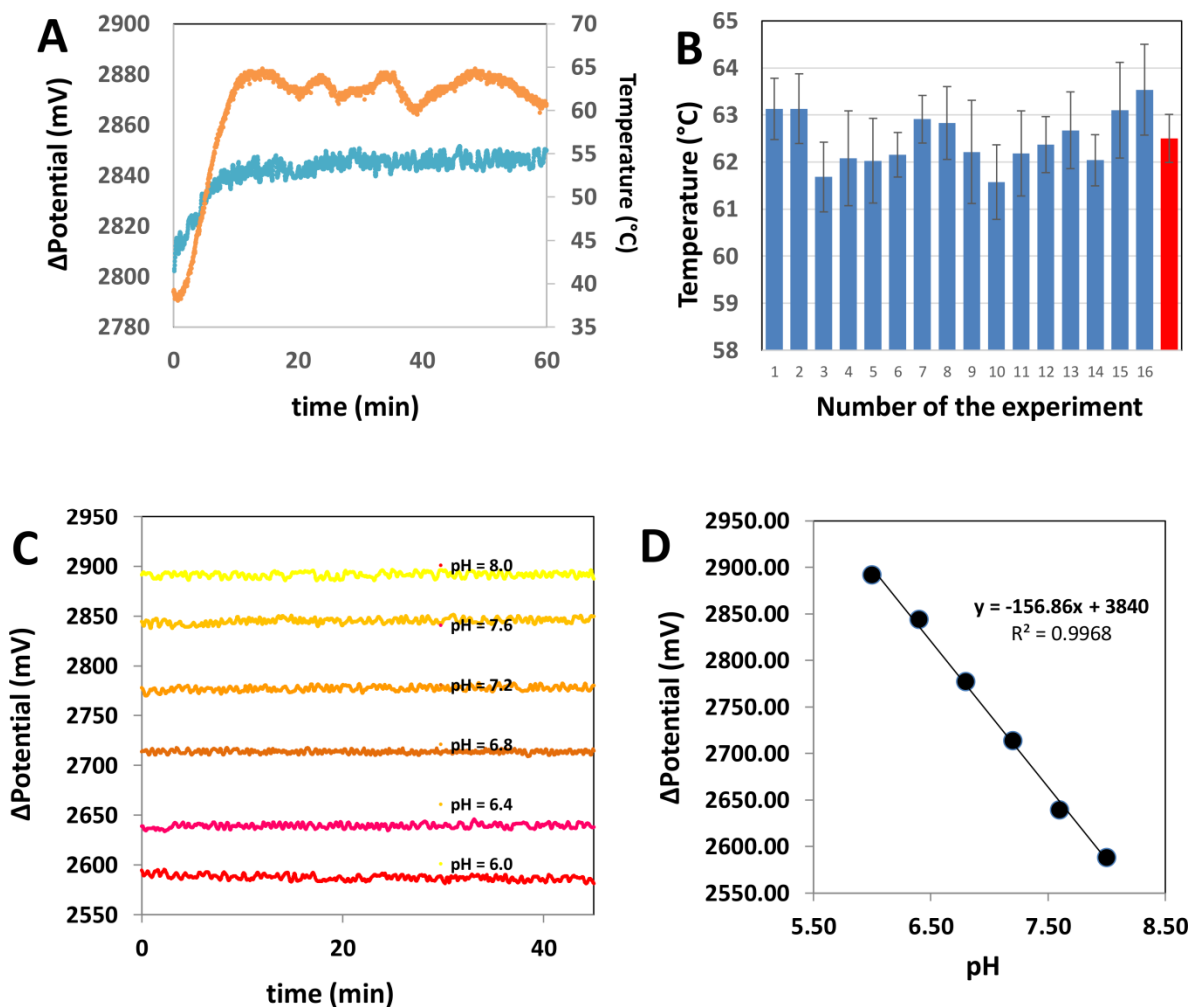 A
2900
2880
2860
2840
2820
2800
2780
ΔPotential (mV)
70
65
60
55
50
45
40
35
Temperature (°C)
0 20 40 60
time (min)
B
65
64
63
62
61
60
59
58
Temperature (°C)
1 2 3 4 5 6 7 8 9 10 11 12 13 14 15 16
Number of the experiment
C
2950
2900
2850
2800
2750
2700
2650
2600
2550
ΔPotential (mV)
pH = 8.0
pH = 7.6
pH = 7.2
pH = 6.8
pH = 6.4
pH = 6.0
0 20 40
time (min)
D
2950.00
2900.00
2850.00
2800.00
2750.00
2700.00
2650.00
2600.00
2550.00
ΔPotential (mV)
y = -156.86x + 3840
R² = 0.9968
5.50 6.50 7.50 8.50
pH